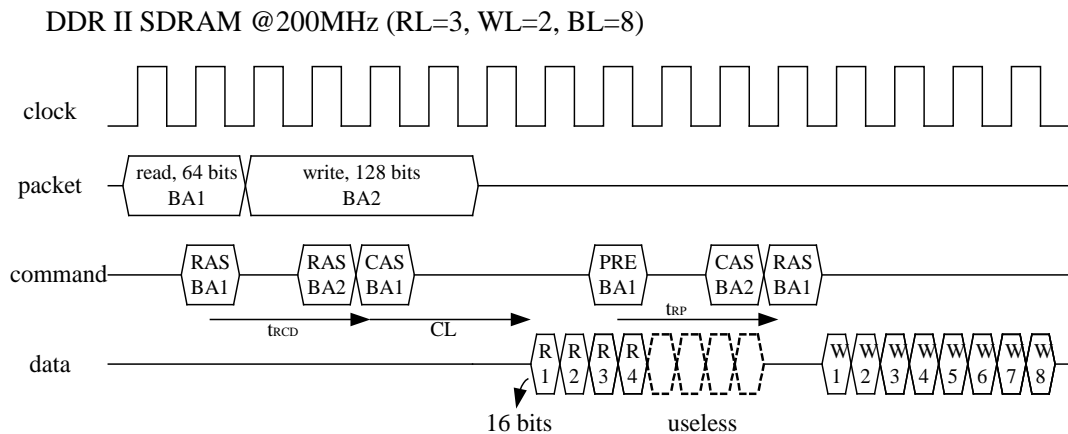 DDR II SDRAM @200MHz (RL=3, WL=2, BL=8)
clock
packet
read, 64 bits
BA1
write, 128 bits
BA2
command
RAS
BA1
RAS
BA2
CAS
BA1
PRE
BA1
CAS
BA2
RAS
BA1
tRCD
CL
tRP
data
R
1
R
2
R
3
R
4
W
1
W
2
W
3
W
4
W
5
W
6
W
7
W
8
16 bits
useless